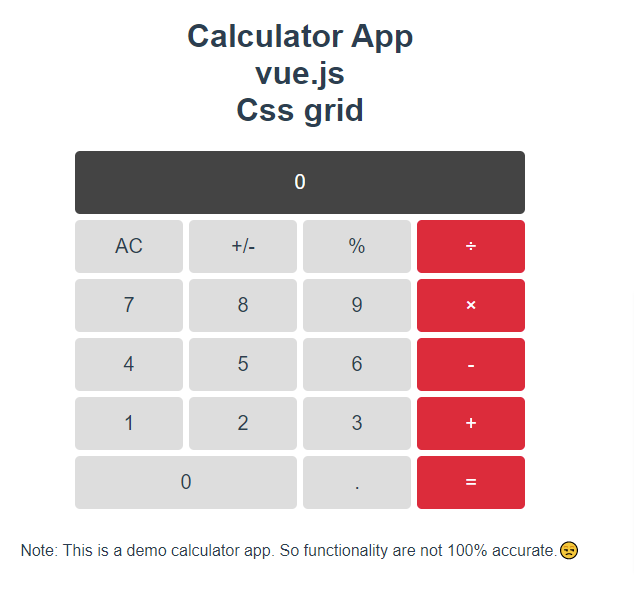 Calculator App
vue.js
Css grid
0
AC +/- % ÷
7 8 9 ×
4 5 6 -
1 2 3 +
0 . =
Note: This is a demo calculator app. So functionality are not 100% accurate.😒